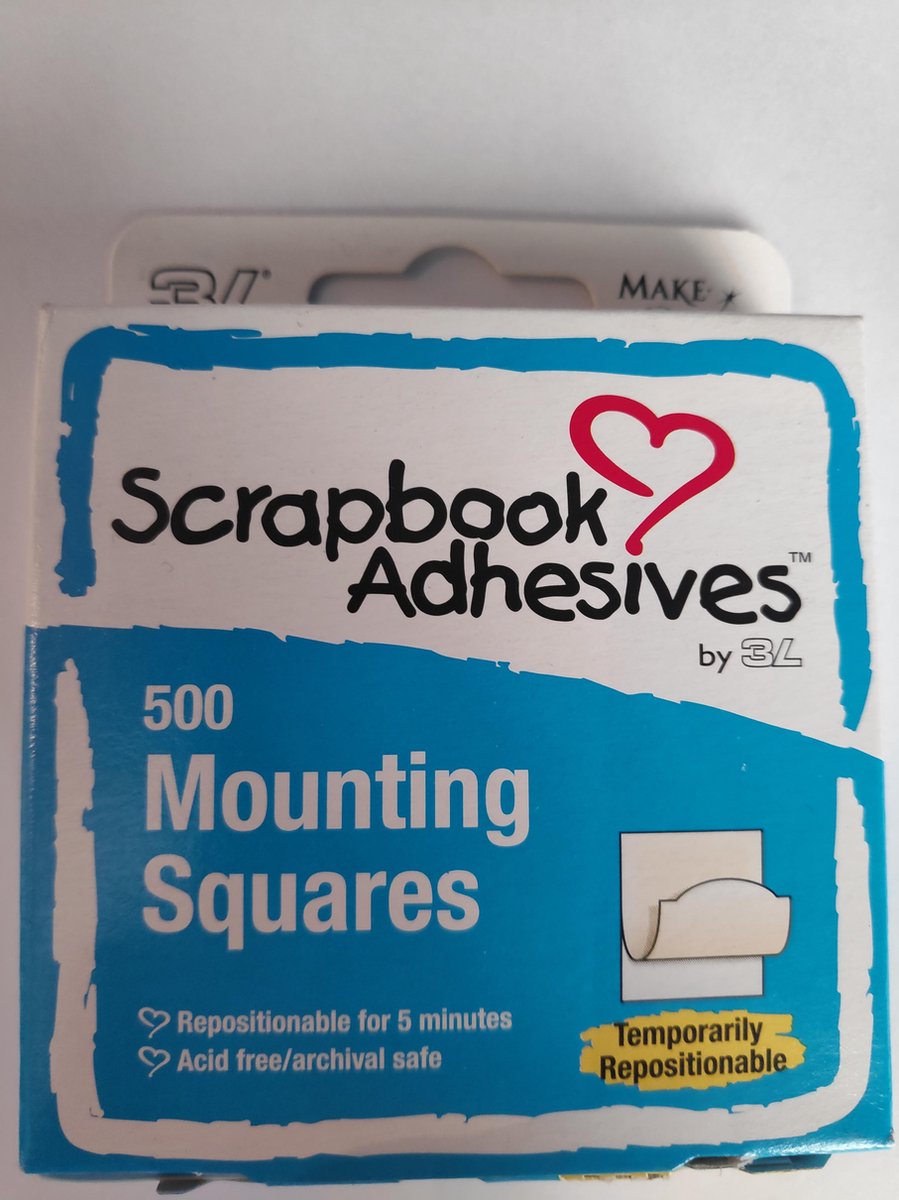 3L®
MAKE
Scrapbook
Adhesives™
by 3L
500
Mounting
Squares
Repositionable for 5 minutes
Acid free/archival safe
Temporarily
Repositionable